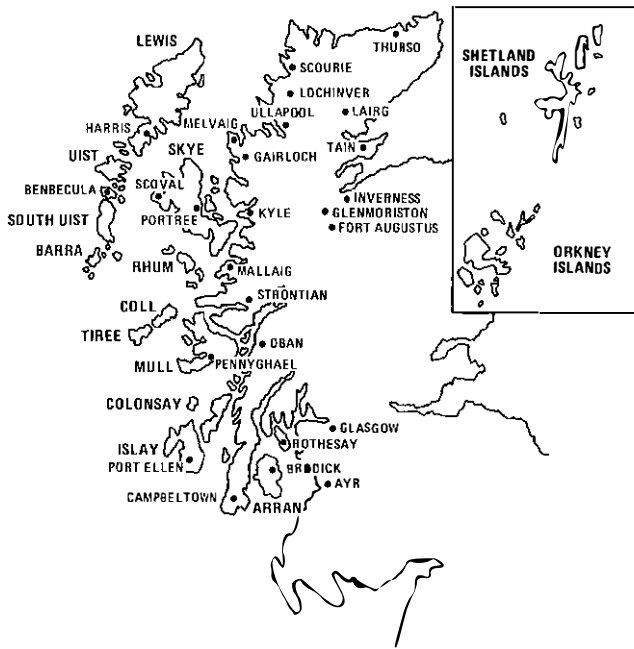 LEWIS
THURSO
SHETLAND
ISLANDS
SCOURIE
LOCHINVER
ULLAPOOL
LAIRG
HARRIS
MELVAIG
TAIN
SKYE
GAIRLOCH
UIST
BENBECULA
SCOVAL
INVERNESS
PORTREE
KYLE
GLENMORISTON
SOUTH UIST
FORT AUGUSTUS
BARRA
RHUM
MALLAIG
ORKNEY
ISLANDS
STRONTIAN
COLL
TIREE
OBAN
MULL
PENNYGHAEL
COLONSAY
GLASGOW
ROTHESAY
ISLAY
PORT ELLEN
BRODICK
AYR
CAMPBELTOWN
ARRAN